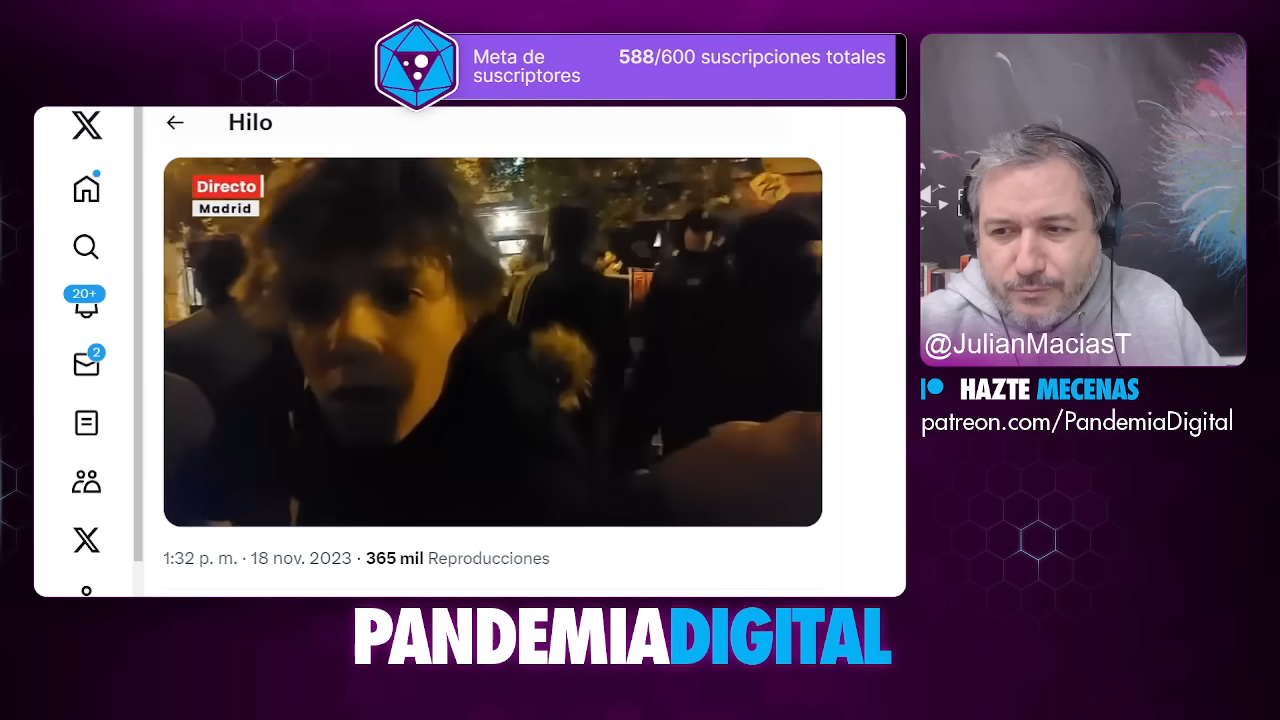 Meta de
suscriptores
588/600 suscripciones totales
Hilo
Directo
Madrid
20+
2
1:32 p. m. · 18 nov. 2023 · 365 mil Reproducciones
@JulianMaciasT
HAZTE MECENAS
patreon.com/PandemiaDigital
PANDEMIADIGITAL